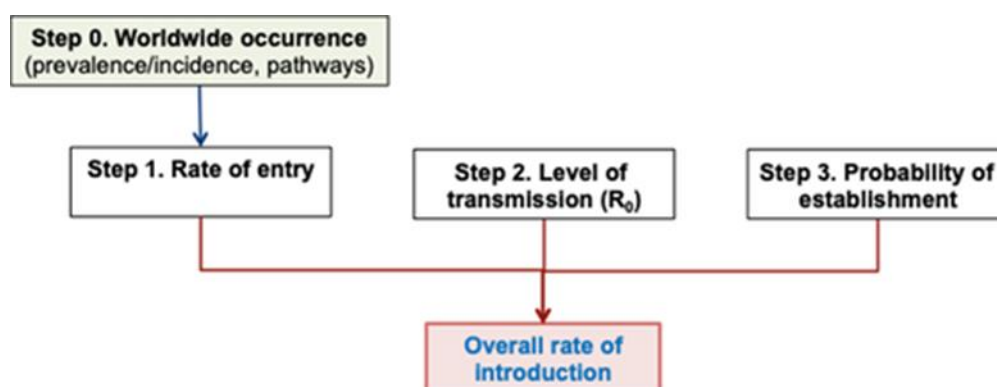 Step 0. Worldwide occurrence
(prevalence/incidence, pathways)
Step 1. Rate of entry
Step 2. Level of
transmission (R₀)
Step 3. Probability of
establishment
Overall rate of
introduction